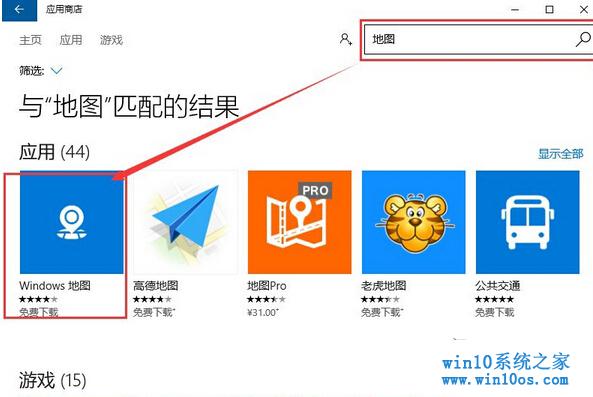 应用商店
主页 应用 游戏
地图
筛选:
与“地图”匹配的结果
应用 (44)
显示全部
PRO
Windows 地图
免费下载
高德地图
免费下载*
地图Pro
¥31.00*
老虎地图
免费下载*
公共交通
免费下载*
游戏 (15)
win10系统之家
www.win10os.com